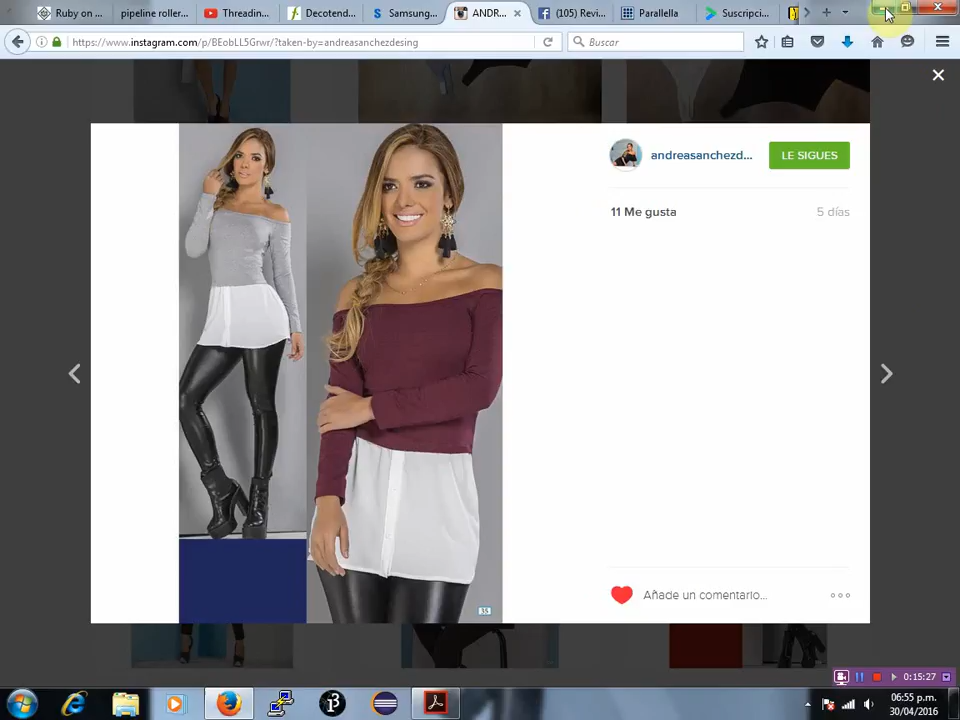 Ruby on ...
pipeline roller...
Threadin...
Decotend...
Samsung...
ANDR...
(105) Revi...
Parallella
Suscripci...
https://www.instagram.com/p/BEobLL5Grwr/?taken-by=andreasanchezdesing
Buscar
andreasanchezd...
LE SIGUES
11 Me gusta
5 días
Añade un comentario...
35
0:15:27
06:55 p.m.
30/04/2016